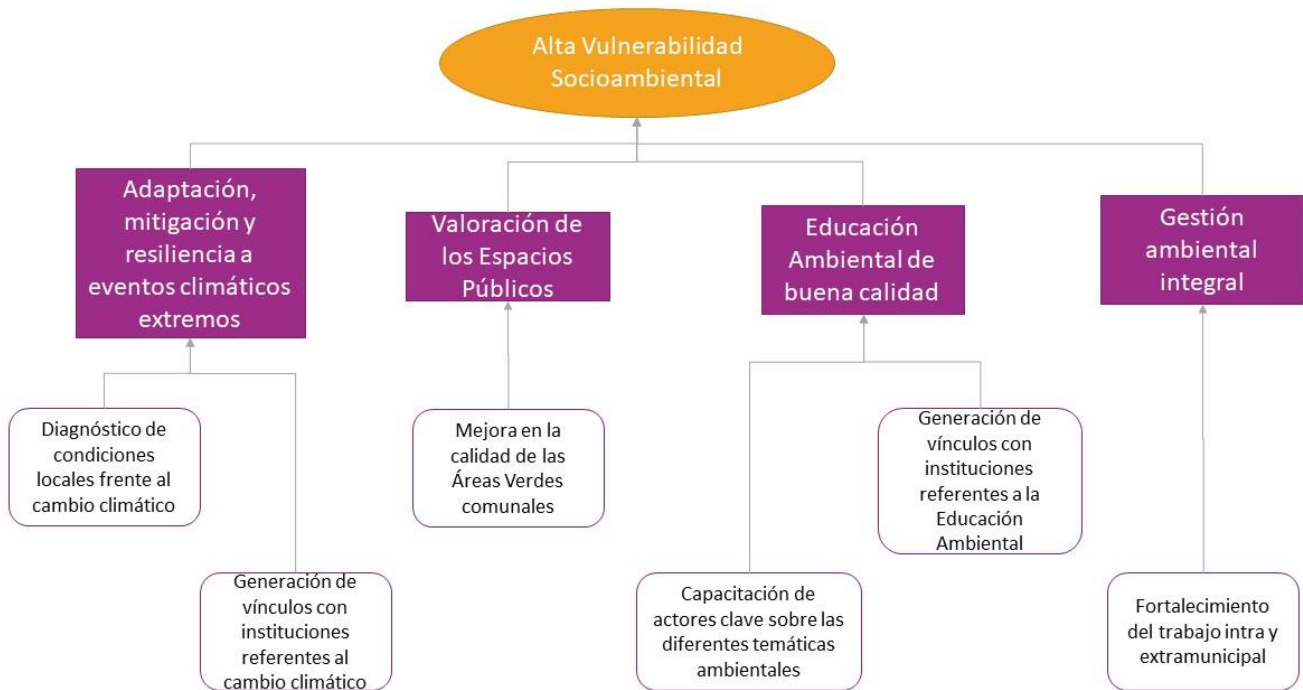 Alta Vulnerabilidad
Socioambiental
Adaptación,
mitigación y
resiliencia a
eventos climáticos
extremos
Valoración de
los Espacios
Públicos
Educación
Ambiental de
buena calidad
Gestión
ambiental
integral
Diagnóstico de
condiciones
locales frente al
cambio climático
Generación de
vínculos con
instituciones
referentes al
cambio climático
Mejora en la
calidad de las
Áreas Verdes
comunales
Capacitación de
actores clave sobre las
diferentes temáticas
ambientales
Generación de
vínculos con
instituciones
referentes a la
Educación
Ambiental
Fortalecimiento
del trabajo intra y
extramunicipal